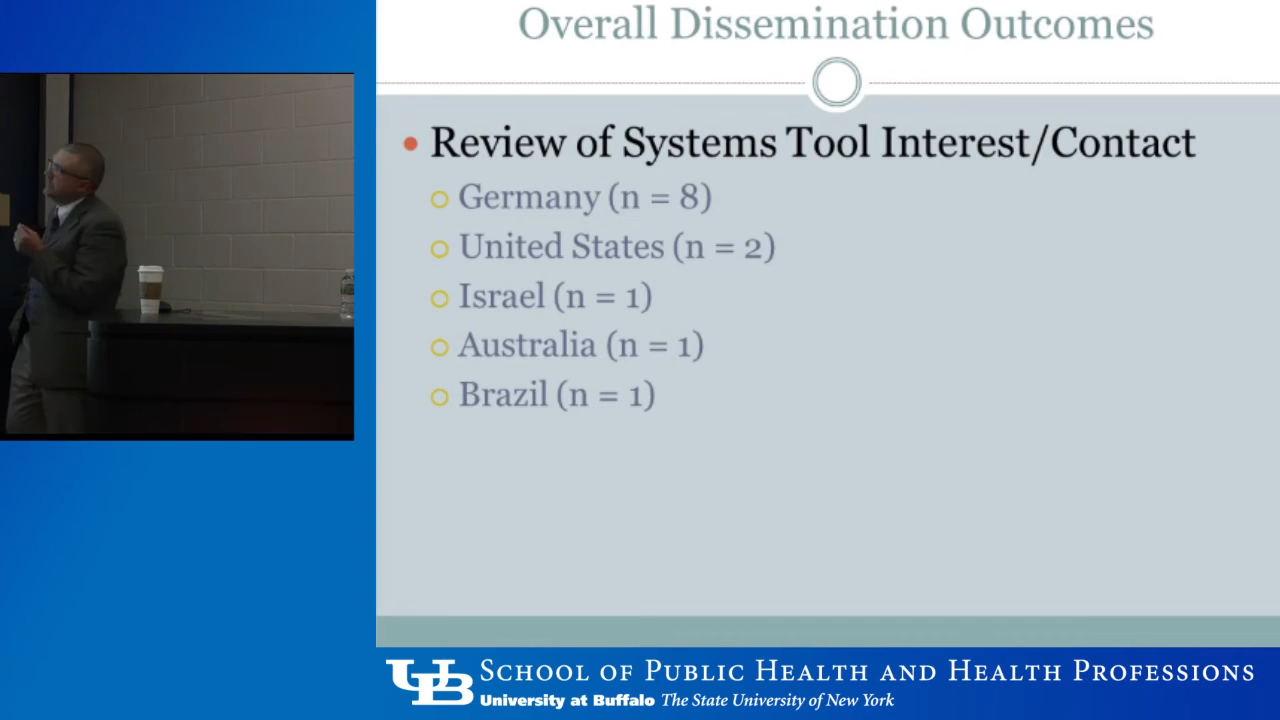 Overall Dissemination Outcomes
Review of Systems Tool Interest/Contact
Germany (n = 8)
United States (n = 2)
Israel (n = 1)
Australia (n = 1)
Brazil (n = 1)
UB SCHOOL OF PUBLIC HEALTH AND HEALTH PROFESSIONS
University at Buffalo The State University of New York